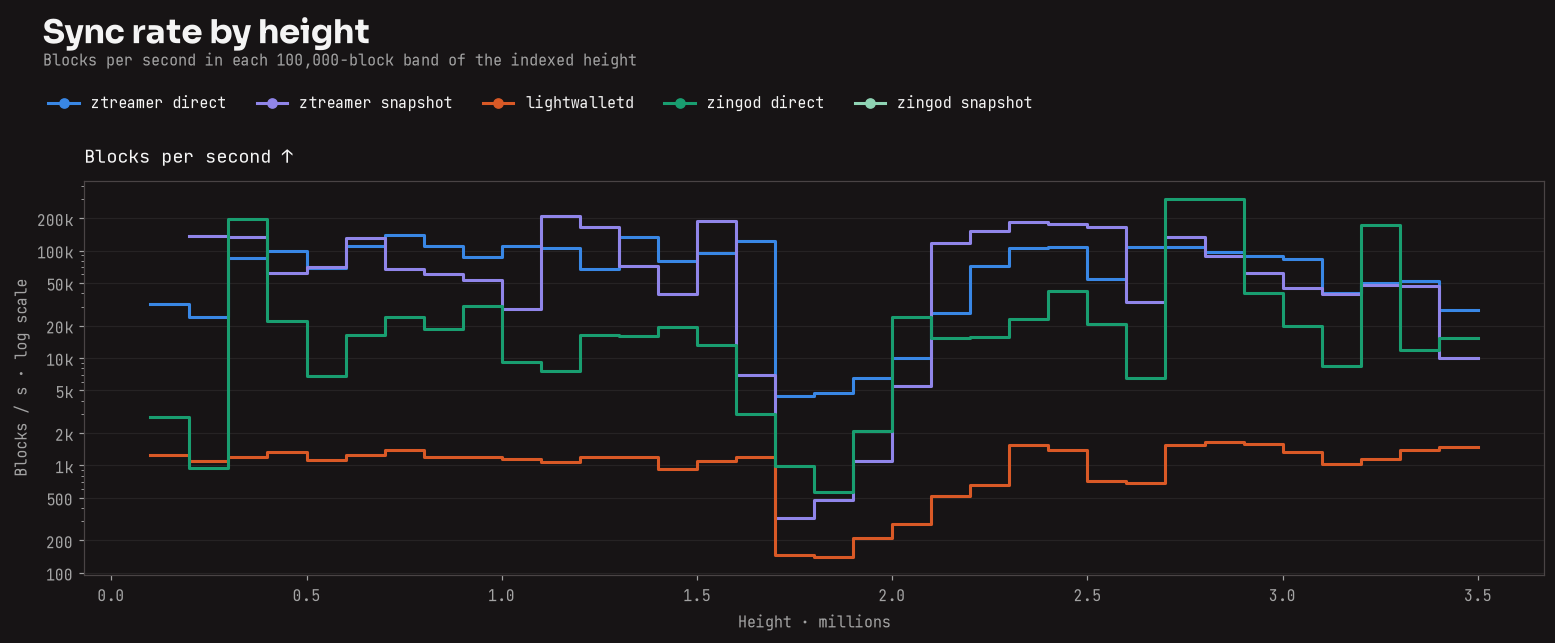 Sync rate by height
Blocks per second in each 100,000-block band of the indexed height
ztreamer direct ztreamer snapshot lightwalletd zingod direct zingod snapshot
Blocks per second ↑
200k
100k
50k
20k
10k
5k
2k
1k
500
200
100
Blocks / s · log scale
0.0 0.5 1.0 1.5 2.0 2.5 3.0 3.5
Height · millions